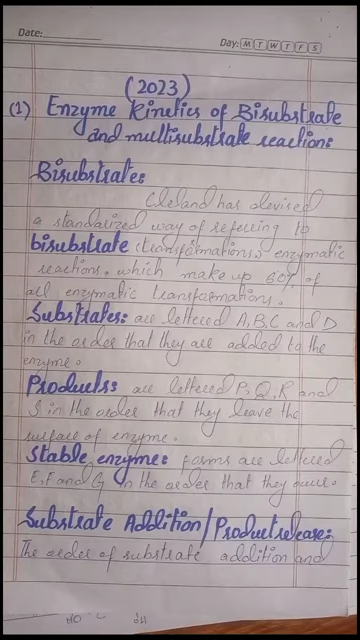 Date:
Day: M T W T F S
(2023)
(1) Enzyme Kinetics of Bisubstrate
and multisubstrate reaction:
Bisubstrate:
Cleland has devised
a standarized way of referring to
bisubstrate (transformations.) enzymatic
reactions. which make up 60% of
all enzymatic transformations.
Substrates: are lettered A, B, C and D
in the order that they are added to the
enzyme.
Products: are lettered P, Q, R and
S in the order that they leave the
surface of enzyme.
Stable enzyme: forms are lettered
E, F and G in the order that they occur.
Substrate Addition/Product release:
The order of substrate addition and